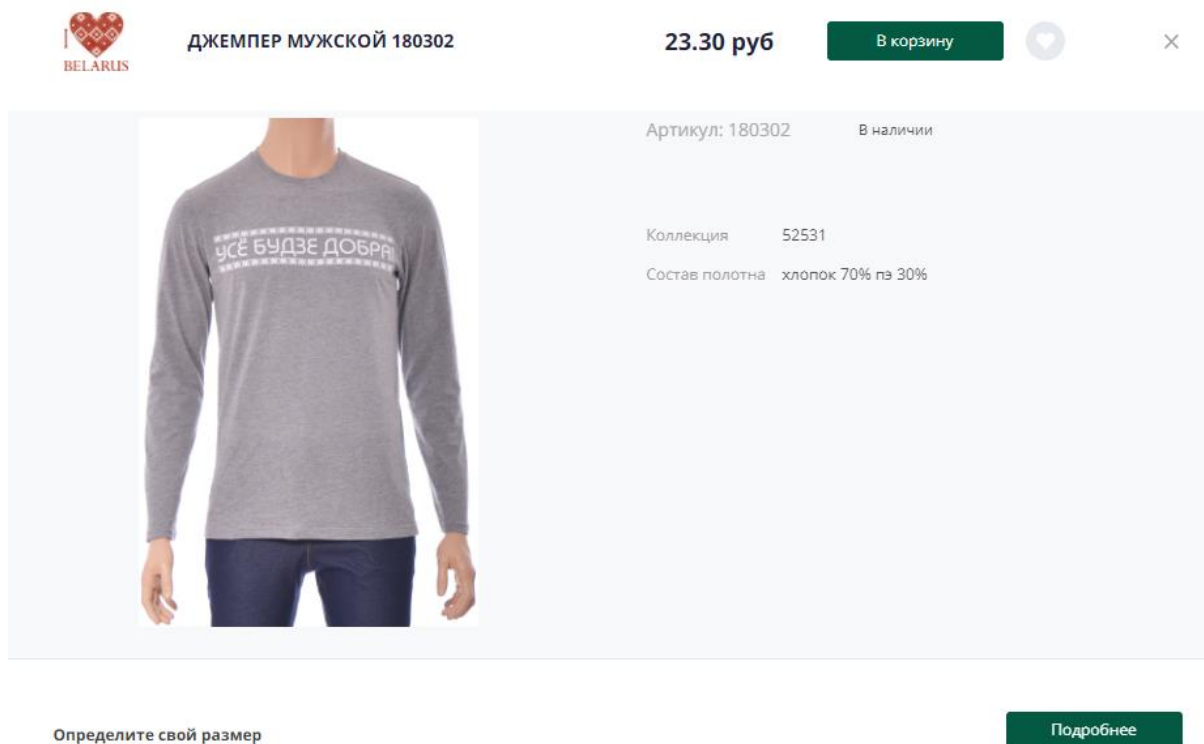 I
BELARUS
ДЖЕМПЕР МУЖСКОЙ 180302
23.30 руб
В корзину
Артикул: 180302
В наличии
УСЁ БУДЗЕ ДОБРА!
Коллекция 52531
Состав полотна хлопок 70% пэ 30%
Определите свой размер
Подробнее